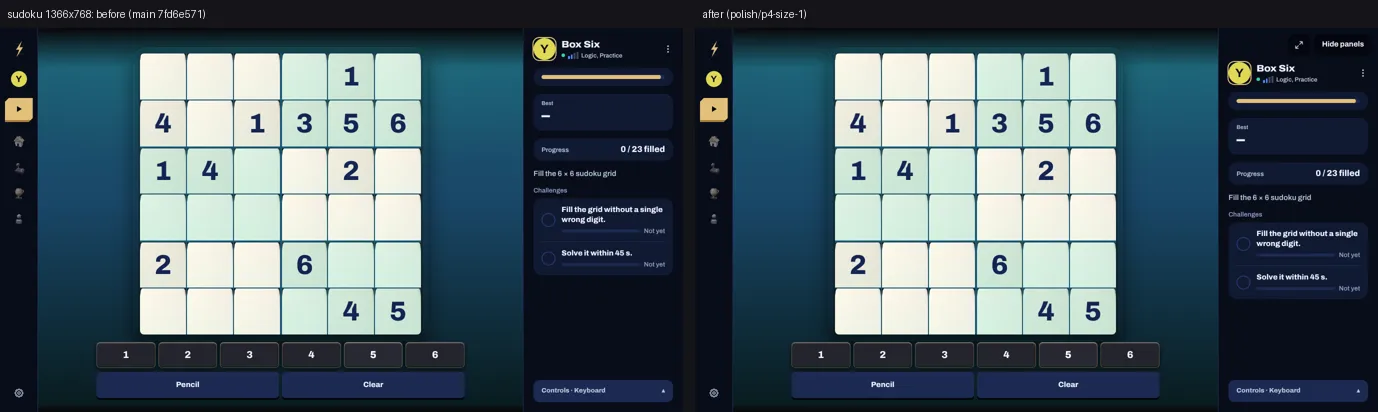 sudoku 1366x768: before (main 7fd6e571)
Y
Y
Box Six
Logic, Practice
Best
—
Progress 0 / 23 filled
Fill the 6 × 6 sudoku grid
Challenges
Fill the grid without a single
wrong digit.
Not yet
Solve it within 45 s.
Not yet
Controls · Keyboard
1
4 1 3 5 6
1 4 2
2 6
4 5
1 2 3 4 5 6
Pencil Clear
after (polish/p4-size-1)
Y
Hide panels
Y
Box Six
Logic, Practice
Best
—
Progress 0 / 23 filled
Fill the 6 × 6 sudoku grid
Challenges
Fill the grid without a single
wrong digit.
Not yet
Solve it within 45 s.
Not yet
Controls · Keyboard
1
4 1 3 5 6
1 4 2
2 6
4 5
1 2 3 4 5 6
Pencil Clear